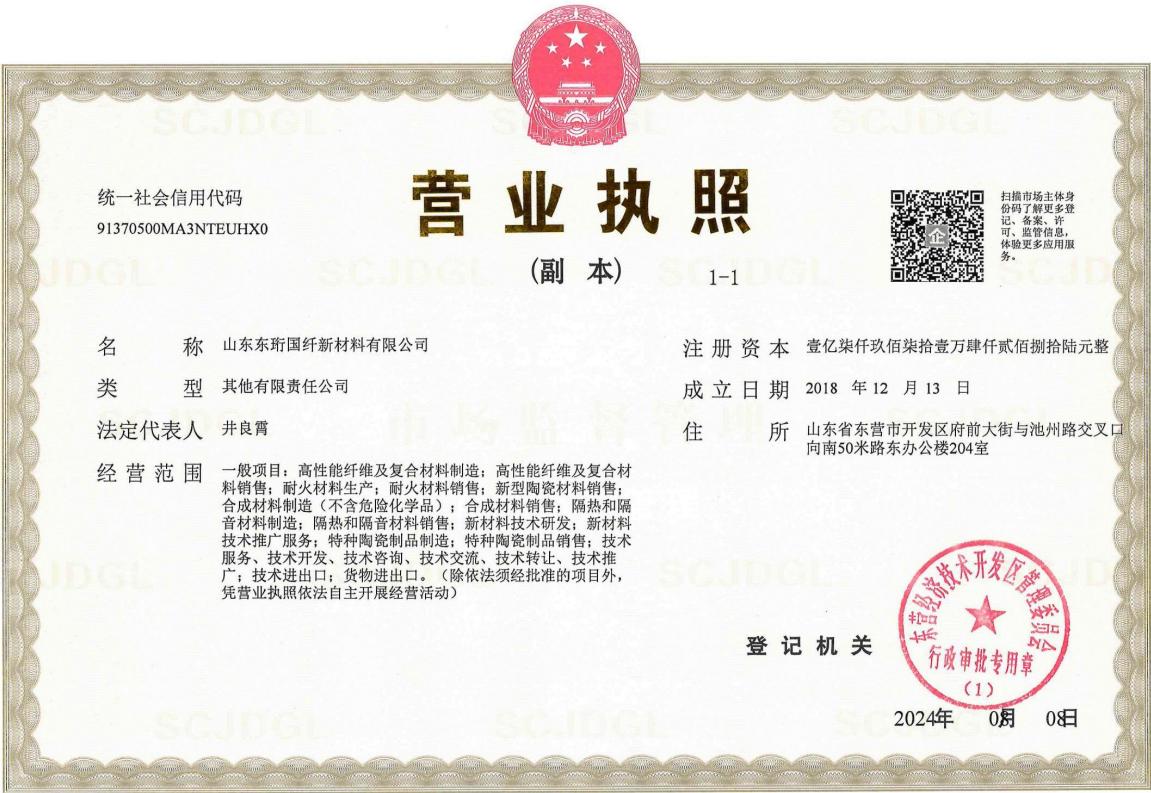 营业执照
(副 本)
1-1
统一社会信用代码
91370500MA3NTEUHX0
扫描市场主体身
份码了解更多登
记、备案、许
可、监管信息，
体验更多应用服
务。
名称 山东东珩国纤新材料有限公司
类型 其他有限责任公司
法定代表人 井良霄
经营范围 一般项目：高性能纤维及复合材料制造；高性能纤维及复合材
料销售；耐火材料生产；耐火材料销售；新型陶瓷材料销售；
合成材料制造（不含危险化学品）；合成材料销售；隔热和隔
音材料制造；隔热和隔音材料销售；新材料技术研发；新材料
技术推广服务；特种陶瓷制品制造；特种陶瓷制品销售；技术
服务、技术开发、技术咨询、技术交流、技术转让、技术推
广；技术进出口；货物进出口。（除依法须经批准的项目外，
凭营业执照依法自主开展经营活动）
注册资本 壹亿柒仟玖佰柒拾壹万肆仟贰佰捌拾陆元整
成立日期 2018 年 12 月 13 日
住所 山东省东营市开发区府前大街与池州路交叉口
向南50米路东办公楼204室
登记机关
东营经济技术开发区管理委员会
行政审批专用章
(1)
2024年 08月 08日
SCJDGL
市场监督管理
企